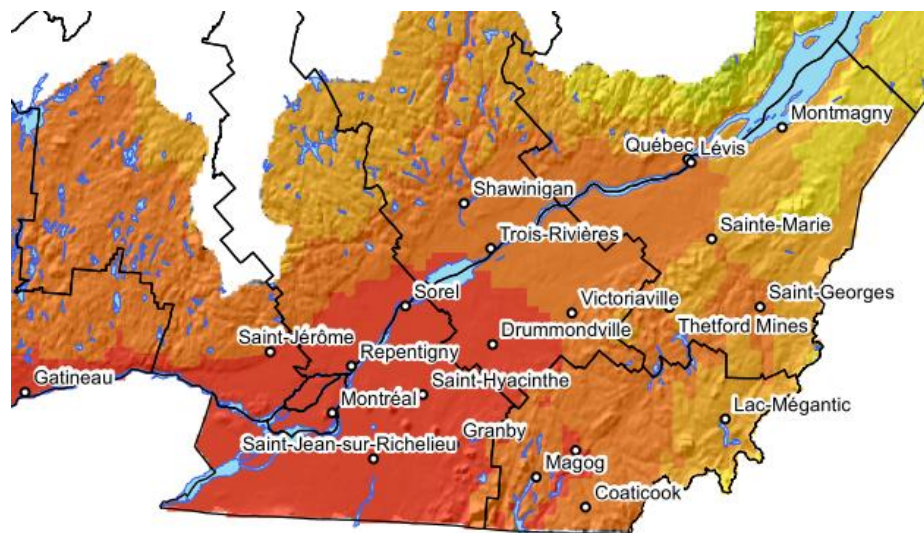 Montmagny
Québec
Lévis
Shawinigan
Trois-Rivières
Sainte-Marie
Sorel
Victoriaville
Saint-Georges
Saint-Jérôme
Drummondville
Thetford Mines
Repentigny
Gatineau
Saint-Hyacinthe
Montréal
Lac-Mégantic
Granby
Saint-Jean-sur-Richelieu
Magog
Coaticook